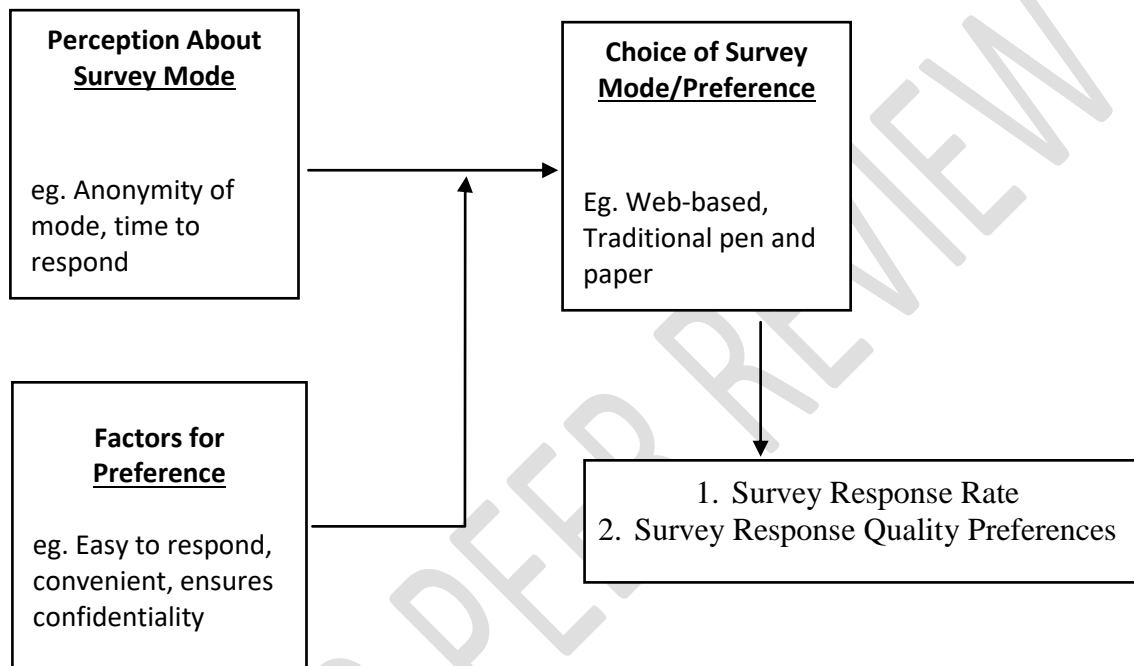 Perception About
Survey Mode
eg. Anonymity of
mode, time to
respond
Choice of Survey
Mode/Preference
Eg. Web-based,
Traditional pen and
paper
Factors for
Preference
eg. Easy to respond,
convenient, ensures
confidentiality
1. Survey Response Rate
2. Survey Response Quality Preferences
PEER REVIEW